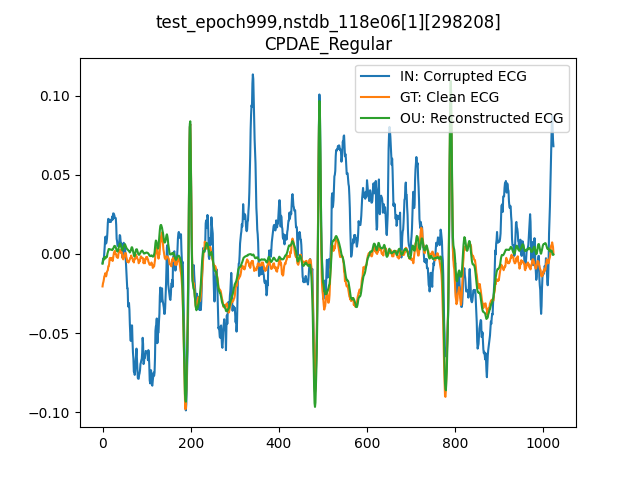 test_epoch999,nstdb_118e06[1][298208]
CPDAE_Regular
IN: Corrupted ECG
GT: Clean ECG
OU: Reconstructed ECG
0.10
0.05
0.00
−0.05
−0.10
0 200 400 600 800 1000